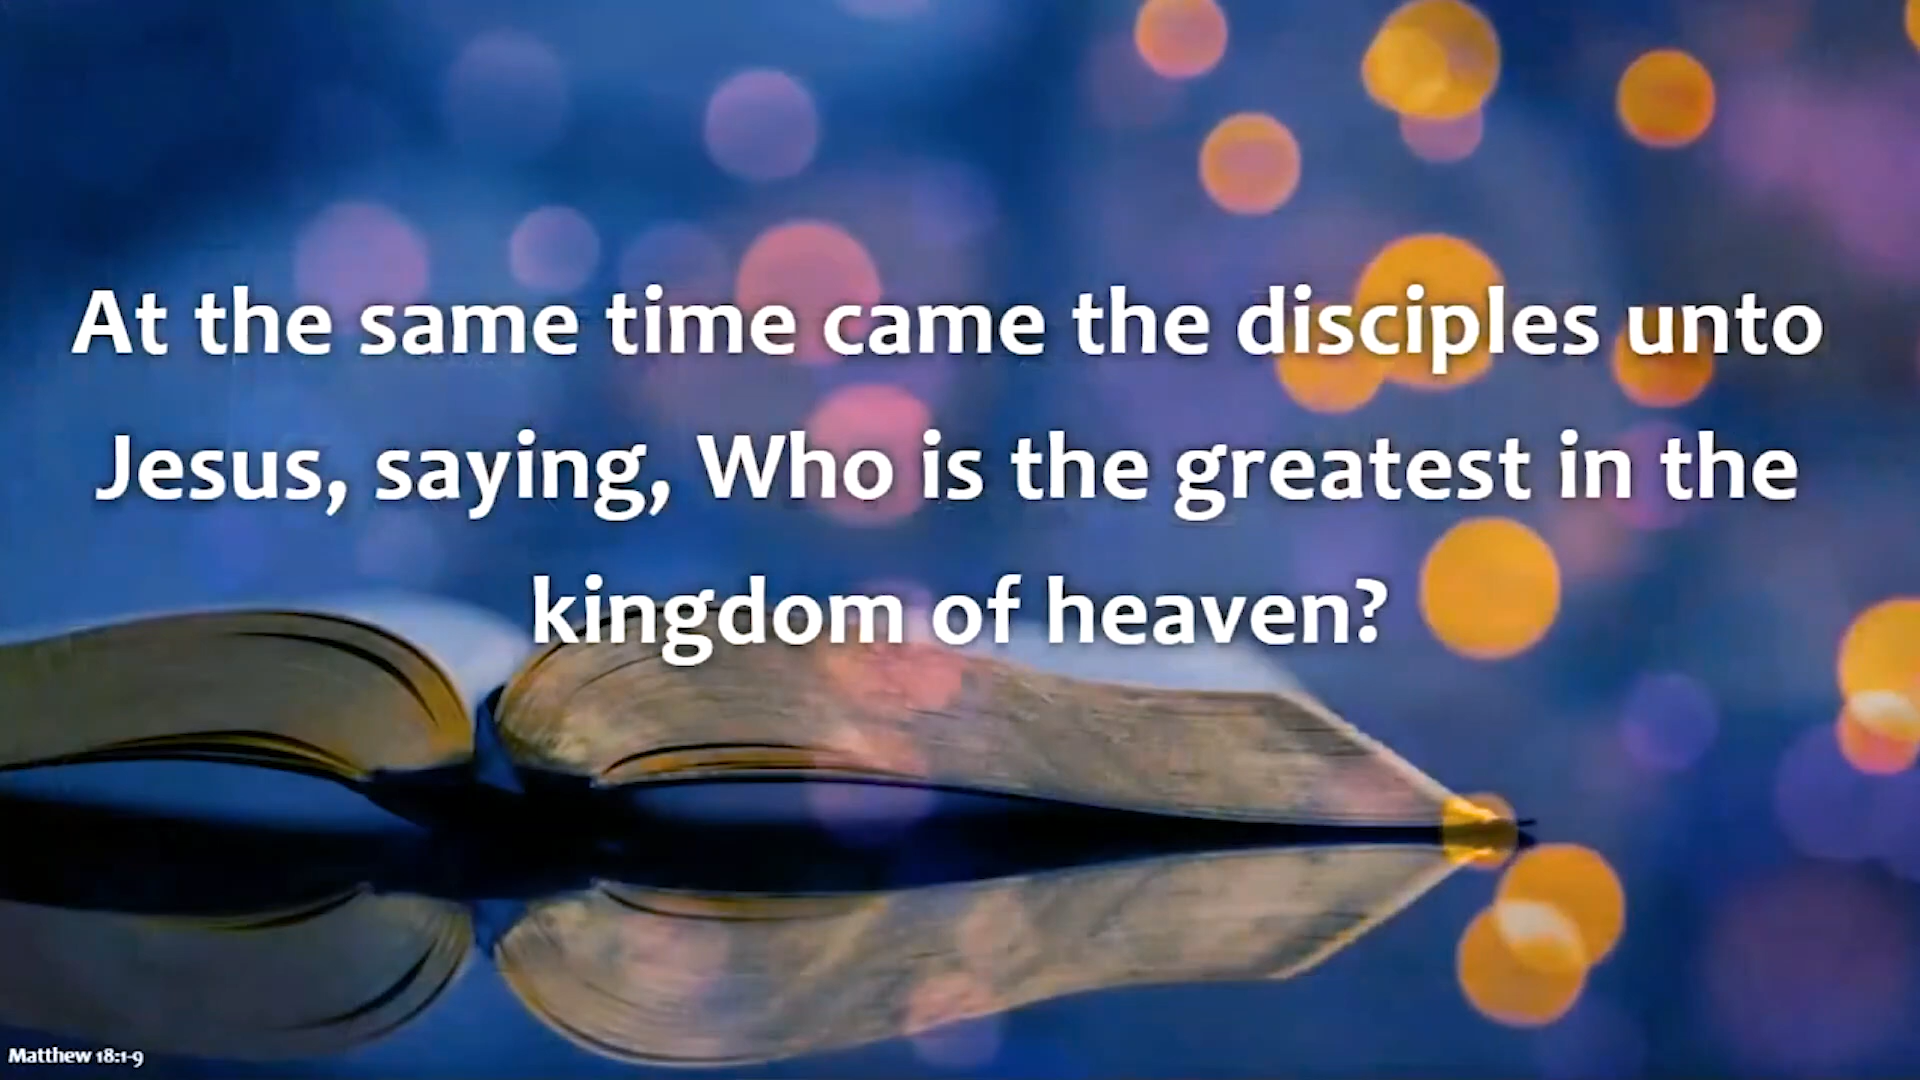 At the same time came the disciples unto
Jesus, saying, Who is the greatest in the
kingdom of heaven?
Matthew 18:1-9